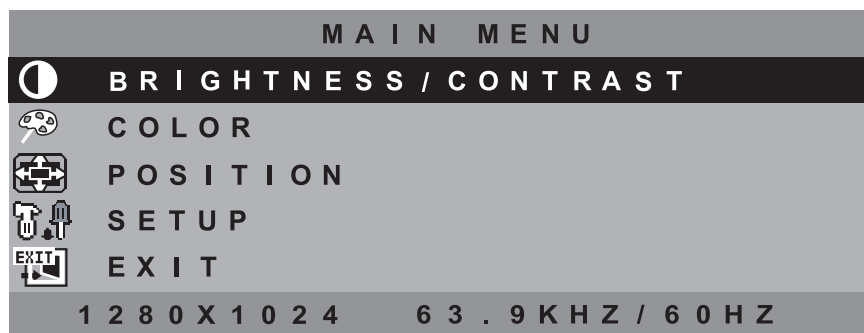 MAIN MENU
BRIGHTNESS/CONTRAST
COLOR
POSITION
SETUP
EXIT EXIT
1280X1024 63.9KHZ/60HZ